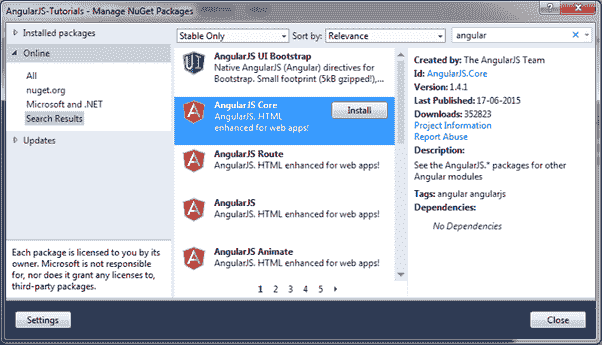 AngularJS-Tutorials - Manage NuGet Packages
Installed packages
Online
All
nuget.org
Microsoft and .NET
Search Results
Updates
Each package is licensed to you by its
owner. Microsoft is not responsible
for, nor does it grant any licenses to,
third-party packages.
Stable Only
Sort by:
Relevance
angular
AngularJS UI Bootstrap
Native AngularJS (Angular) directives for
Bootstrap. Small footprint (5kB gzipped!),...
AngularJS Core
Install
AngularJS. HTML
enhanced for web apps!
AngularJS Route
AngularJS. HTML enhanced for web apps!
AngularJS
AngularJS. HTML enhanced for web apps!
AngularJS Animate
AngularJS. HTML enhanced for web apps!
1 2 3 4 5
Created by: The AngularJS Team
Id: AngularJS.Core
Version: 1.4.1
Last Published: 17-06-2015
Downloads: 352823
Project Information
Report Abuse
Description:
See the AngularJS.* packages for other
Angular modules
Tags: angular angularjs
Dependencies:
No Dependencies
Settings
Close